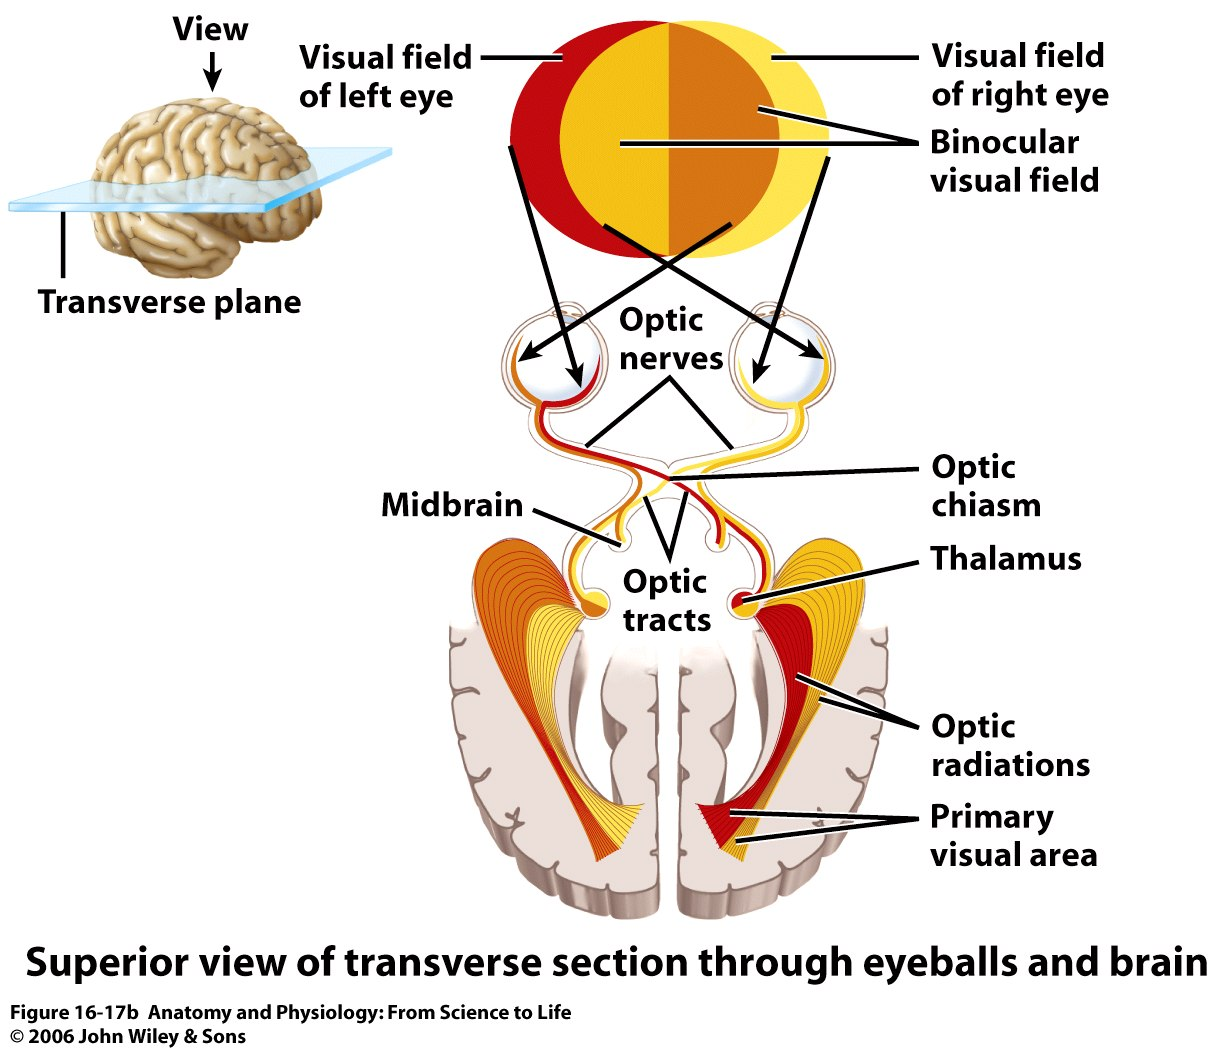 View
Visual field
of left eye
Visual field
of right eye
Binocular
visual field
Transverse plane
Optic
nerves
Optic
chiasm
Midbrain
Thalamus
Optic
tracts
Optic
radiations
Primary
visual area
Superior view of transverse section through eyeballs and brain
Figure 16-17b Anatomy and Physiology: From Science to Life
© 2006 John Wiley & Sons